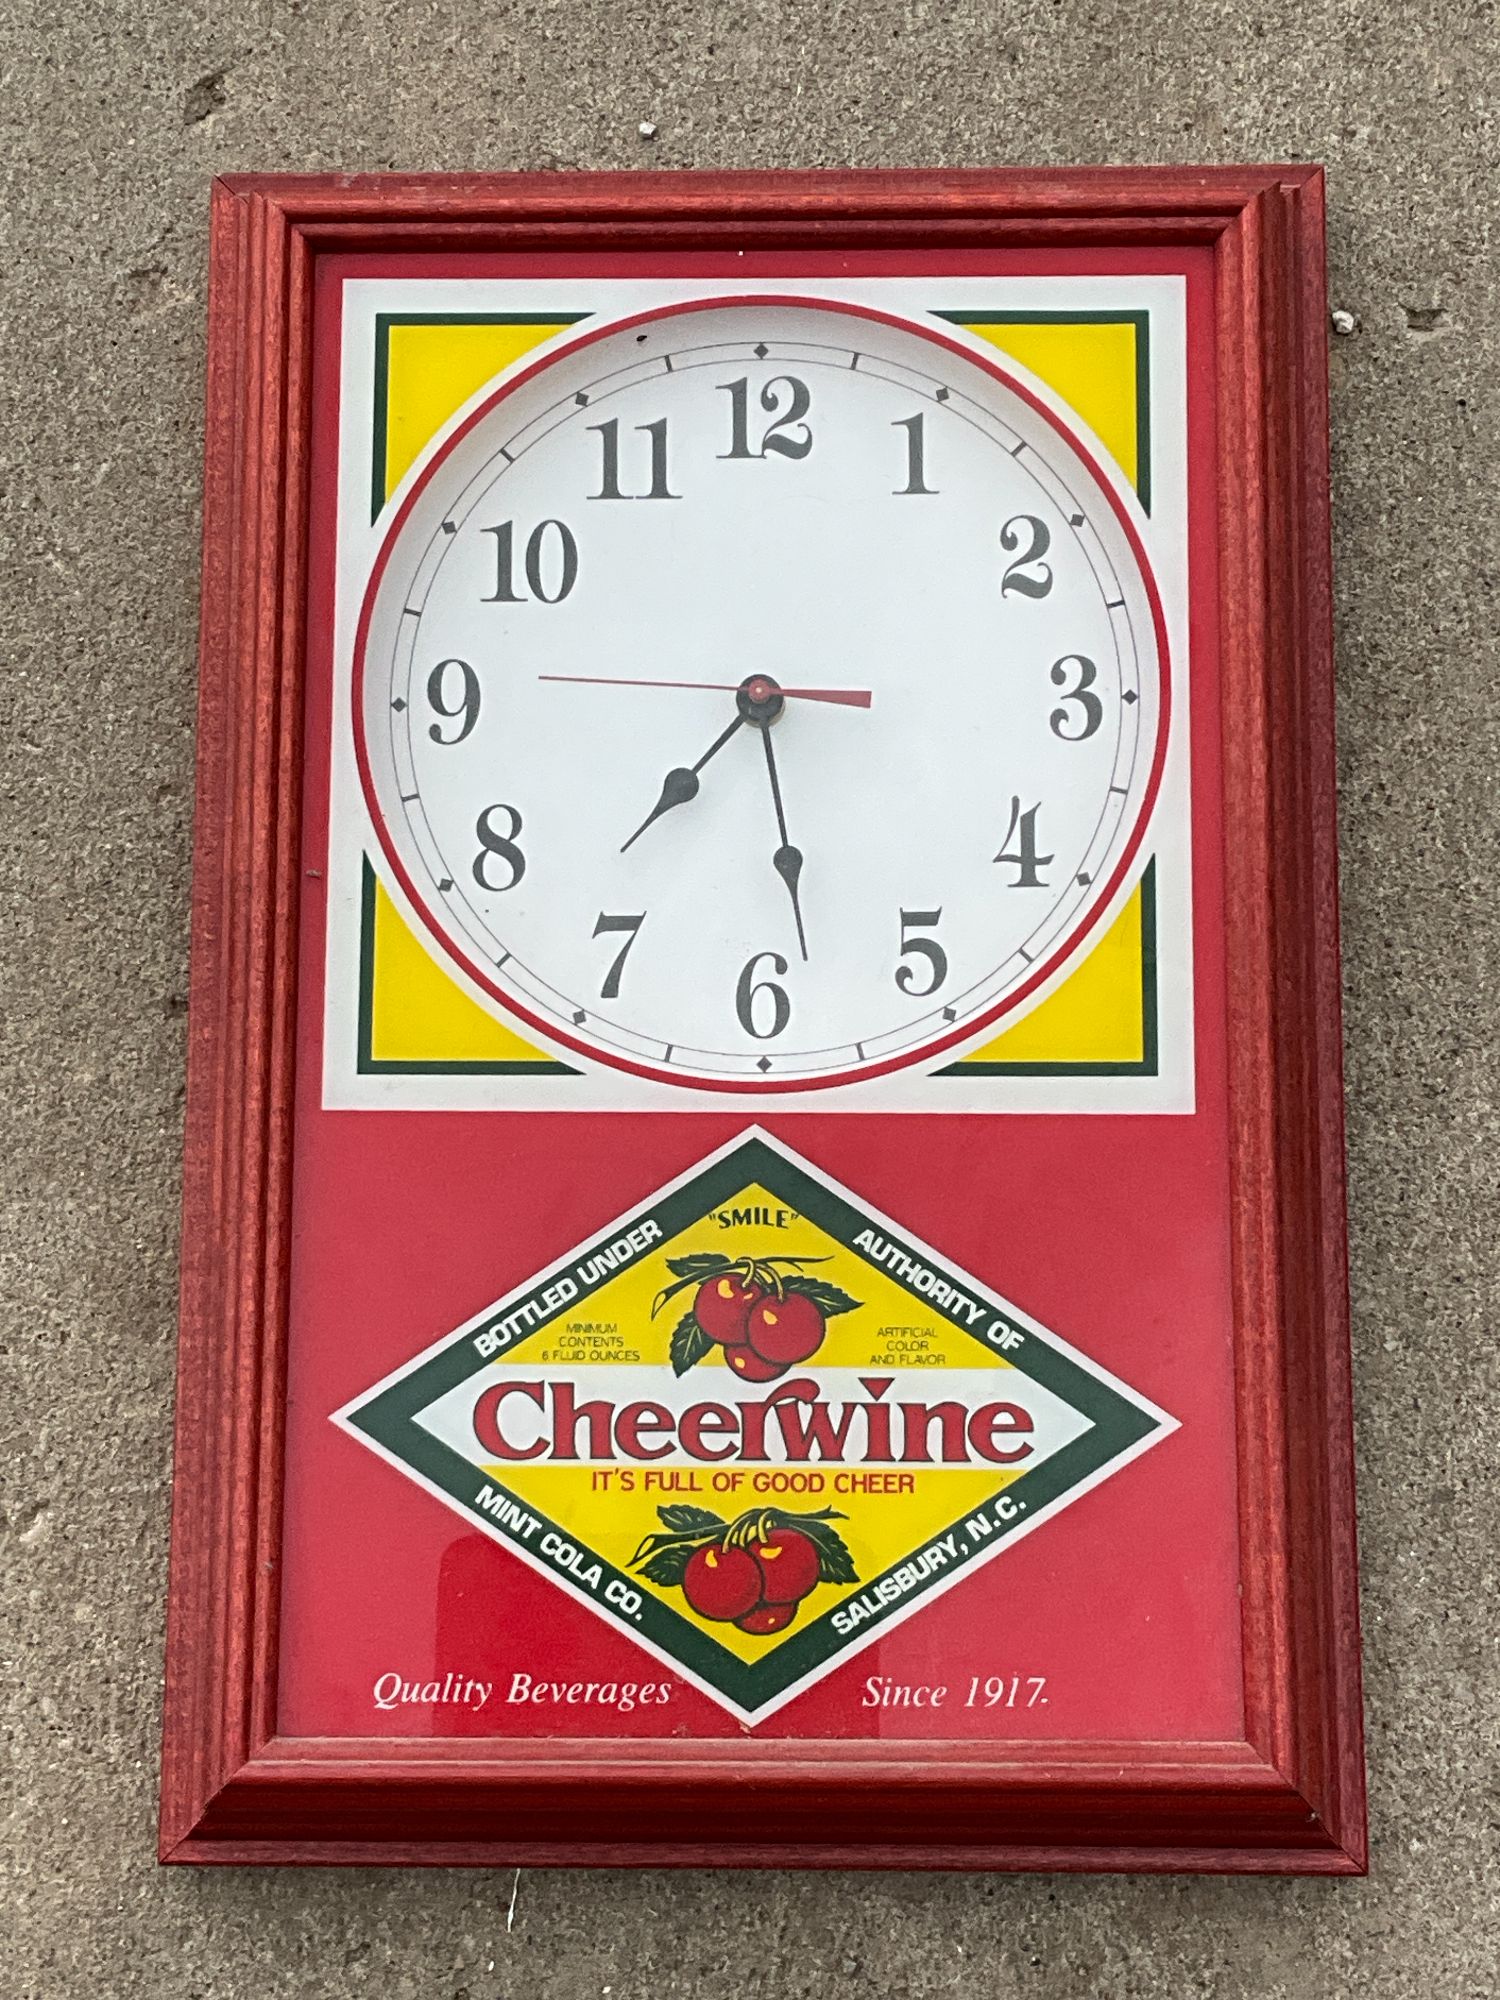 12
11
1
10
2
9
3
8
4
7
5
6
"SMILE"
BOTTLED UNDER
AUTHORITY OF
MINIMUM
CONTENTS
6 FLUID OUNCES
ARTIFICIAL
COLOR
AND FLAVOR
Cheerwine
IT'S FULL OF GOOD CHEER
MINT COLA CO.
SALISBURY, N.C.
Quality Beverages
Since 1917.